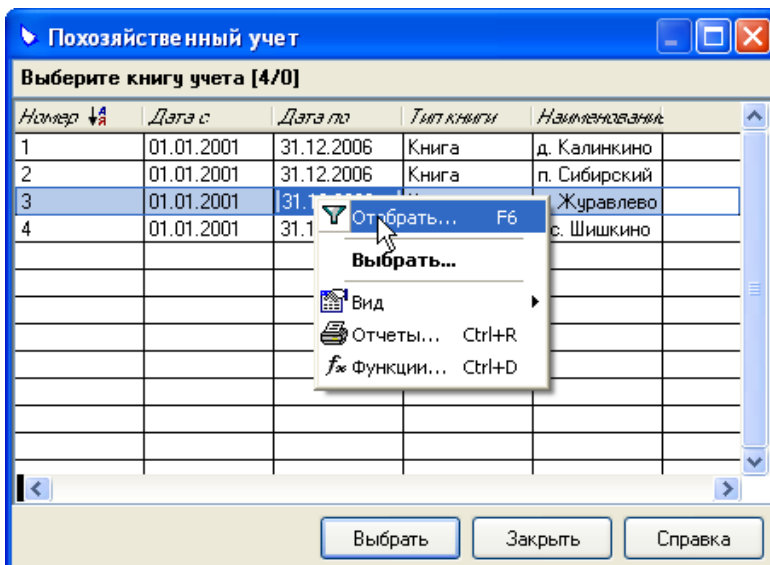 Похозяйственный учет
Выберите книгу учета [4/0]
Номер Дата с Дата по Тип книги Наименование
1 01.01.2001 31.12.2006 Книга д. Калинкино
2 01.01.2001 31.12.2006 Книга п. Сибирский
3 01.01.2001 Журавлево
4 01.01.2001 с. Шишкино
Отобрать... F6
Выбрать...
Вид
Отчеты... Ctrl+R
Функции... Ctrl+D
Выбрать Закрыть Справка